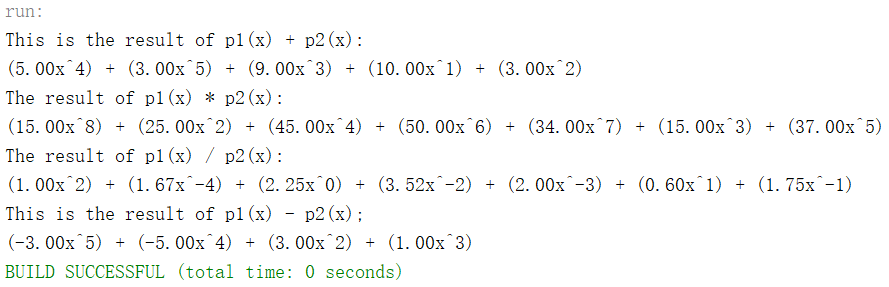 run:
This is the result of p1(x) + p2(x):
(5.00x^4) + (3.00x^5) + (9.00x^3) + (10.00x^1) + (3.00x^2)
The result of p1(x) * p2(x):
(15.00x^8) + (25.00x^2) + (45.00x^4) + (50.00x^6) + (34.00x^7) + (15.00x^3) + (37.00x^5)
The result of p1(x) / p2(x):
(1.00x^2) + (1.67x^-4) + (2.25x^0) + (3.52x^-2) + (2.00x^-3) + (0.60x^1) + (1.75x^-1)
This is the result of p1(x) - p2(x);
(-3.00x^5) + (-5.00x^4) + (3.00x^2) + (1.00x^3)
BUILD SUCCESSFUL (total time: 0 seconds)